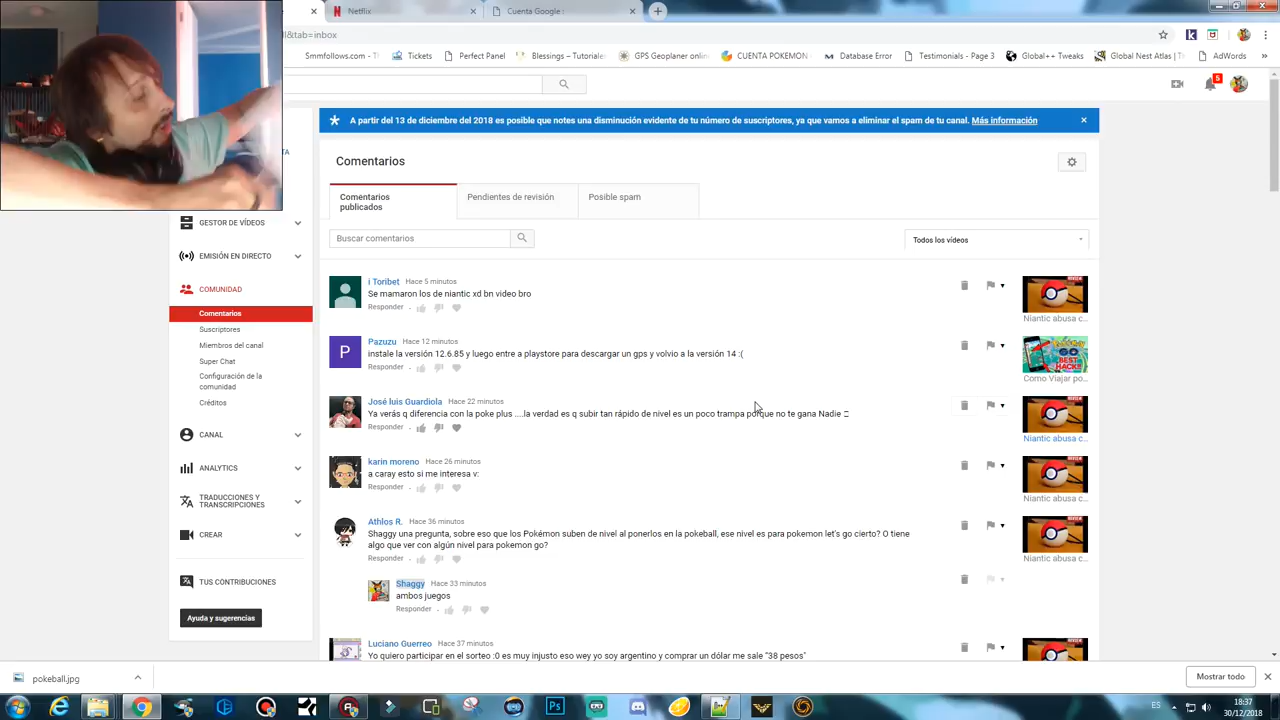 Netflix
Cuenta Google :
ll&tab=inbox
Smmfollows.com - T
Tickets
Perfect Panel
Blessings – Tutoriale
GPS Geoplaner onlin
CUENTA POKEMON
Database Error
Testimonials - Page 3
Global++ Tweaks
Global Nest Atlas | Th
AdWords
»
5
A partir del 13 de diciembre del 2018 es posible que notes una disminución evidente de tu número de suscriptores, ya que vamos a eliminar el spam de tu canal. Más información
TA
Comentarios
Comentarios publicados
Pendientes de revisión
Posible spam
Buscar comentarios
Todos los vídeos
GESTOR DE VÍDEOS
EMISIÓN EN DIRECTO
COMUNIDAD
Comentarios
Suscriptores
Miembros del canal
Super Chat
Configuración de la
comunidad
Créditos
CANAL
ANALYTICS
TRADUCCIONES Y
TRANSCRIPCIONES
CREAR
TUS CONTRIBUCIONES
Ayuda y sugerencias
i Toribet Hace 5 minutos
Se mamaron los de niantic xd bn video bro
Responder
Niantic abusa c...
P
Pazuzu Hace 12 minutos
instale la versión 12.6.85 y luego entre a playstore para descargar un gps y volvio a la versión 14 :(
Responder
BEST
HACK
Como Viajar po...
José luis Guardiola Hace 22 minutos
Ya verás q diferencia con la poke plus ....la verdad es q subir tan rápido de nivel es un poco trampa porque no te gana Nadie
Responder
Niantic abusa c...
karin moreno Hace 26 minutos
a caray esto si me interesa v:
Responder
Niantic abusa c...
Athlos R. Hace 36 minutos
Shaggy una pregunta, sobre eso que los Pokémon suben de nivel al ponerlos en la pokeball, ese nivel es para pokemon let's go cierto? O tiene
algo que ver con algún nivel para pokemon go?
Responder
Niantic abusa c...
Shaggy Hace 33 minutos
ambos juegos
Responder
Luciano Guerreo Hace 37 minutos
Yo quiero participar en el sorteo :0 es muy injusto eso wey yo soy argentino y comprar un dólar me sale "38 pesos"
pokeball.jpg
Mostrar todo
ES
18:37
30/12/2018